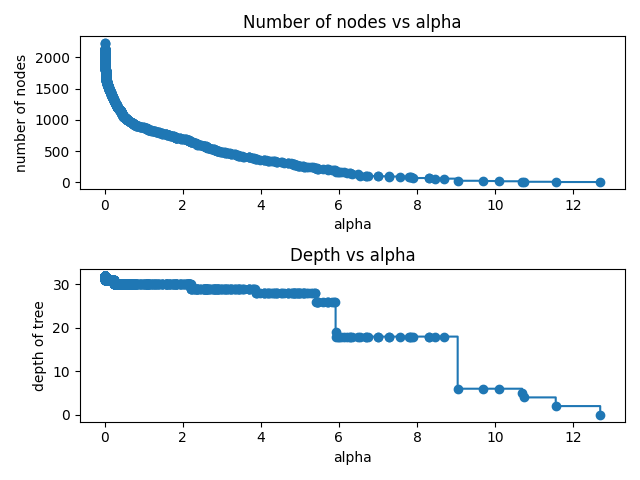 Number of nodes vs alpha
number of nodes
2000
1500
1000
500
0
0 2 4 6 8 10 12
alpha
Depth vs alpha
depth of tree
30
20
10
0
0 2 4 6 8 10 12
alpha